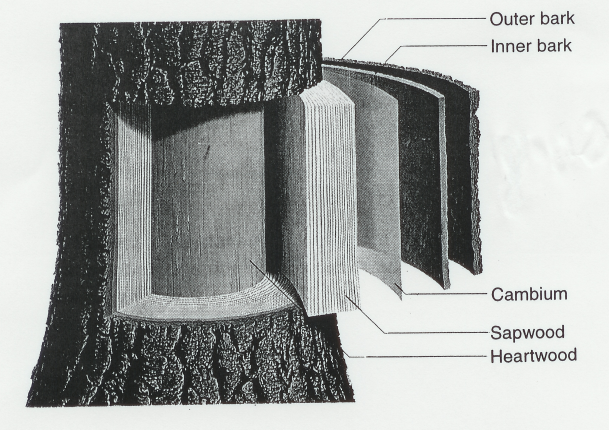 Outer bark
Inner bark
Cambium
Sapwood
Heartwood